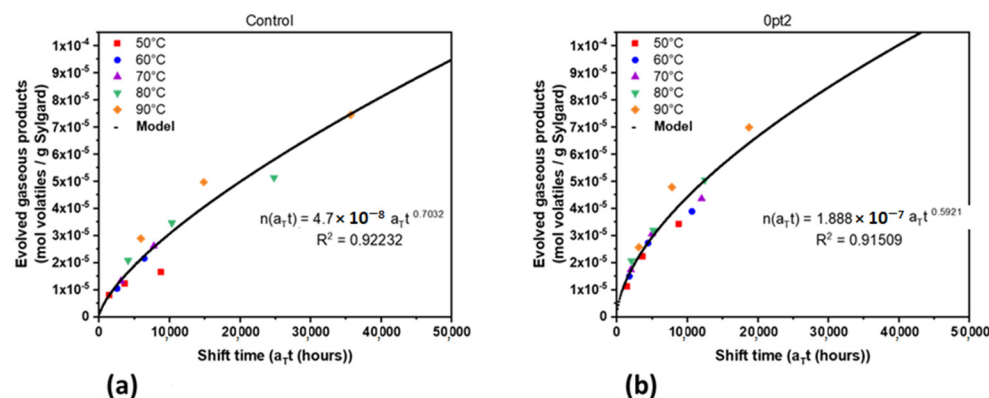 Control
Evolved gaseous products
(mol volatiles / g Sylgard)
1x10⁻⁴
9x10⁻⁵
8x10⁻⁵
7x10⁻⁵
6x10⁻⁵
5x10⁻⁵
4x10⁻⁵
3x10⁻⁵
2x10⁻⁵
1x10⁻⁵
0
50°C
60°C
70°C
80°C
90°C
Model
n(aₜt) = 4.7 × 10⁻⁸ aₜt⁰·⁷⁰³²
R² = 0.92232
0 10,000 20,000 30,000 40,000 50,000
Shift time (aₜt (hours))
(a)
0pt2
Evolved gaseous products
(mol volatiles / g Sylgard)
1x10⁻⁴
9x10⁻⁵
8x10⁻⁵
7x10⁻⁵
6x10⁻⁵
5x10⁻⁵
4x10⁻⁵
3x10⁻⁵
2x10⁻⁵
1x10⁻⁵
0
50°C
60°C
70°C
80°C
90°C
Model
n(aₜt) = 1.888 × 10⁻⁷ aₜt⁰·⁵⁹²¹
R² = 0.91509
0 10,000 20,000 30,000 40,000 50,000
Shift time (aₜt (hours))
(b)